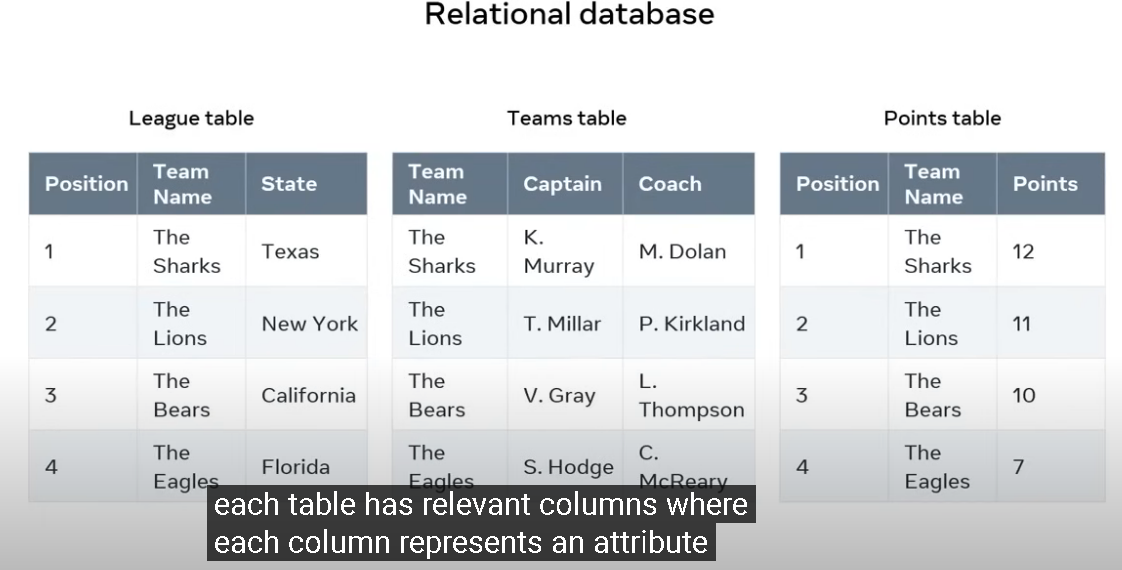 Relational database
League table
Position Team Name State
1 The Sharks Texas
2 The Lions New York
3 The Bears California
4 The Eagles Florida
Teams table
Team Name Captain Coach
The Sharks K. Murray M. Dolan
The Lions T. Millar P. Kirkland
The Bears V. Gray L. Thompson
The Eagles S. Hodge C. McReary
Points table
Position Team Name Points
1 The Sharks 12
2 The Lions 11
3 The Bears 10
4 The Eagles 7
each table has relevant columns where
each column represents an attribute